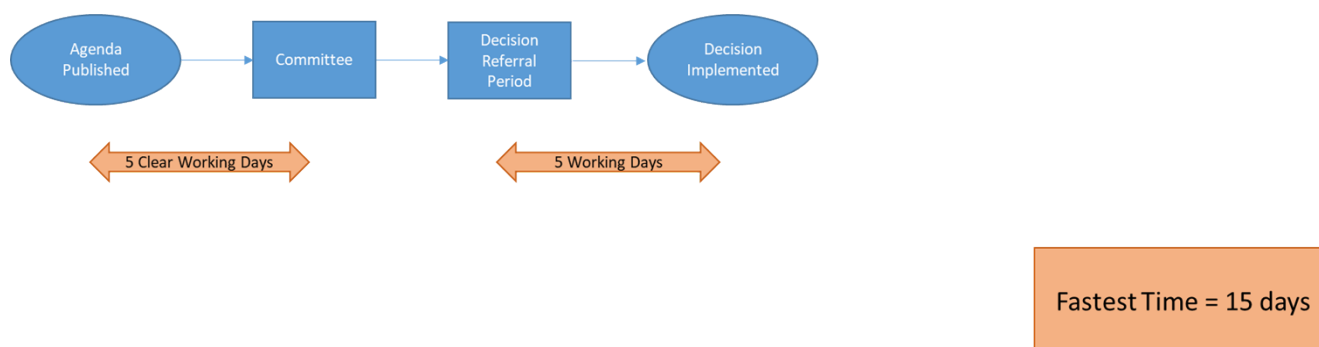 Agenda
Published
Committee
Decision
Referral
Period
Decision
Implemented
5 Clear Working Days
5 Working Days
Fastest Time = 15 days